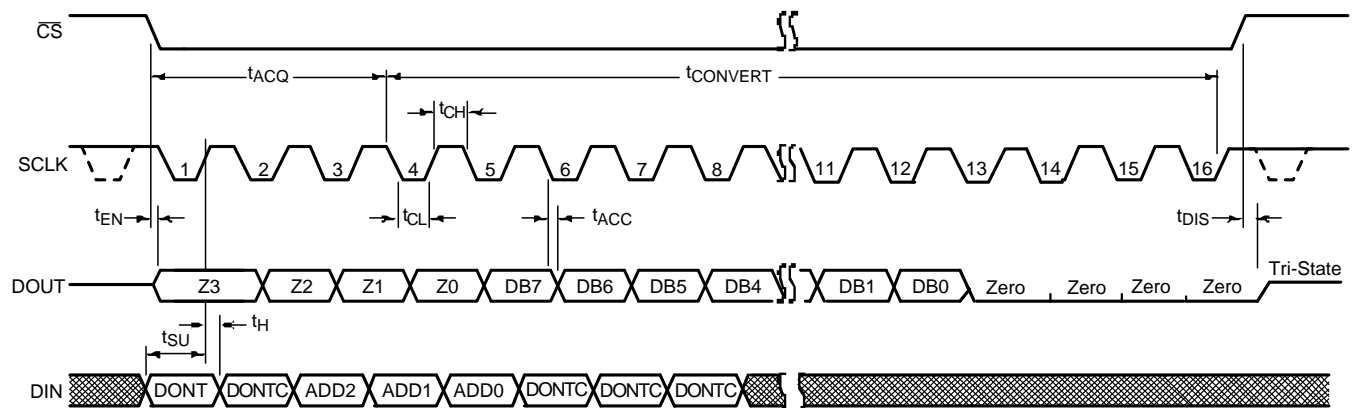 CS
tACQ
tCONVERT
tCH
SCLK
1 2 3 4 5 6 7 8 11 12 13 14 15 16
tEN
tCL
tACC
tDIS
Tri-State
DOUT
Z3 Z2 Z1 Z0 DB7 DB6 DB5 DB4 DB1 DB0 Zero Zero Zero Zero
tSU
tH
DIN
DONT DONTC ADD2 ADD1 ADD0 DONTC DONTC DONTC